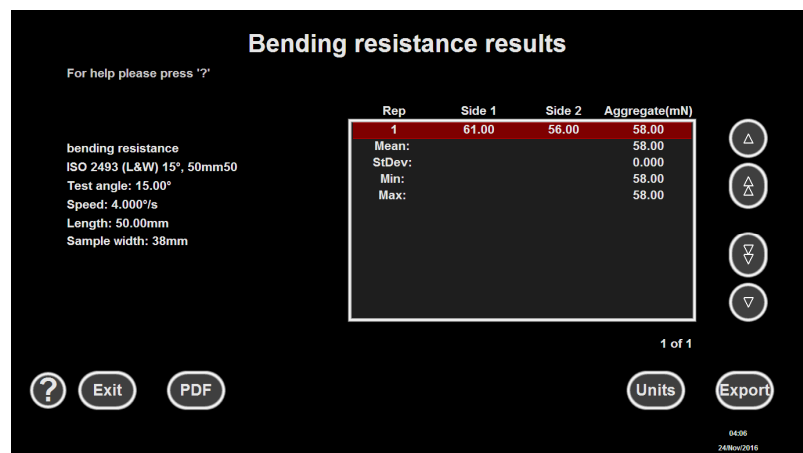 Bending resistance results
For help please press '?'
Rep Side 1 Side 2 Aggregate(mN)
1 61.00 56.00 58.00
Mean: 58.00
StDev: 0.000
Min: 58.00
Max: 58.00
bending resistance
ISO 2493 (L&W) 15°, 50mm50
Test angle: 15.00°
Speed: 4.000°/s
Length: 50.00mm
Sample width: 38mm
1 of 1
? Exit PDF Units Export
04:06
24/Nov/2016